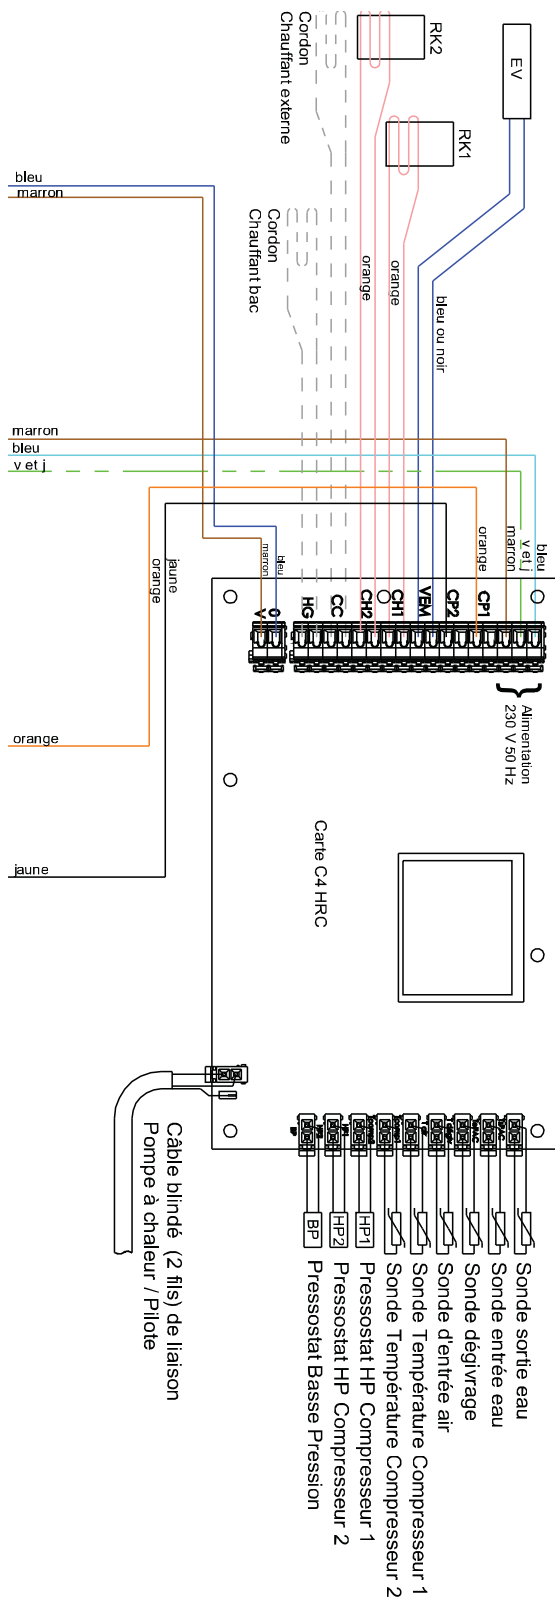 Cordon
Chauffant externe
RK2
EV
RK1
bleu
marron
Cordon
Chauffant bac
orange
orange
bleu ou noir
marron
bleu
v et j
jaune
orange
marron
bleu
orange
marron
v et j
bleu
V
0
HG
CC
CH2
CH1
VEM
CP2
CP1
Alimentation
230 V 50 Hz
orange
Carte C4 HRC
jaune
Câble blindé (2 fils) de liaison
Pompe à chaleur / Pilote
BP
HP2
HP1
BP
HP2
HP1
Pressostat Basse Pression
Pressostat HP Compresseur 2
Pressostat HP Compresseur 1
Sonde Température Compresseur 2
Sonde Température Compresseur 1
Sonde d'entrée air
Sonde dégivrage
Sonde entrée eau
Sonde sortie eau